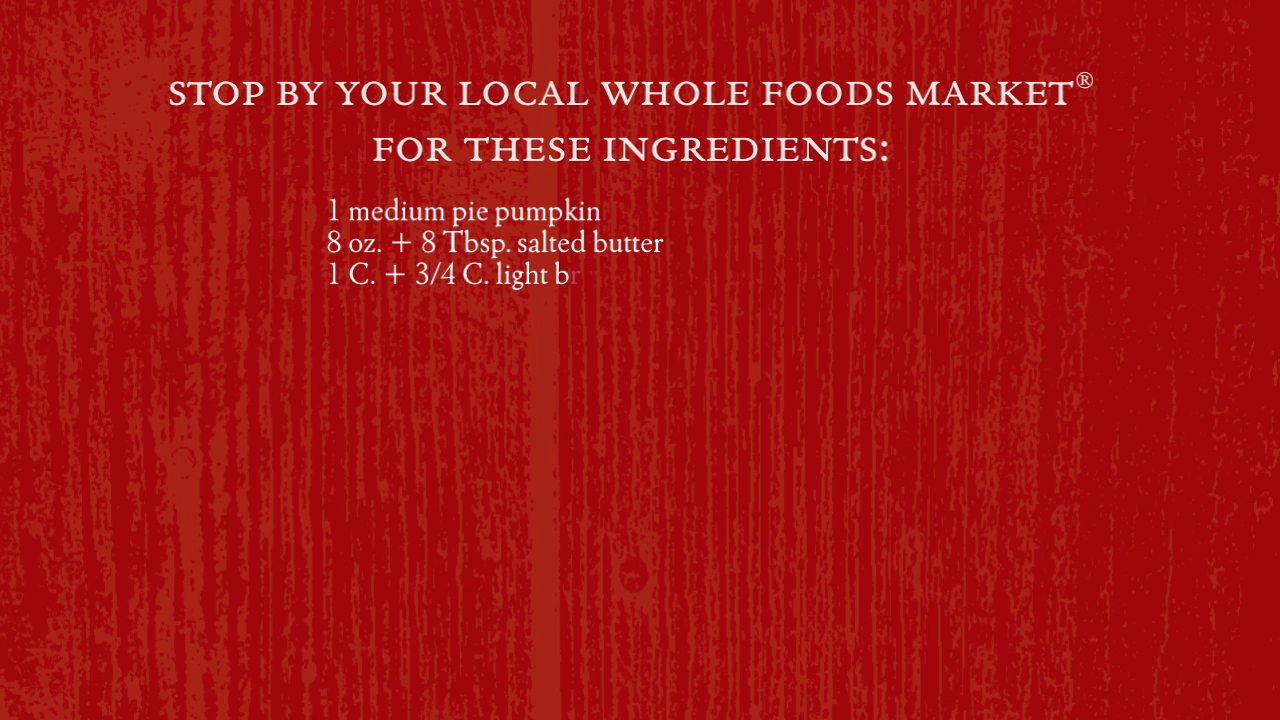 STOP BY YOUR LOCAL WHOLE FOODS MARKET®
FOR THESE INGREDIENTS:
1 medium pie pumpkin
8 oz. + 8 Tbsp. salted butter
1 C. + 3/4 C. light br